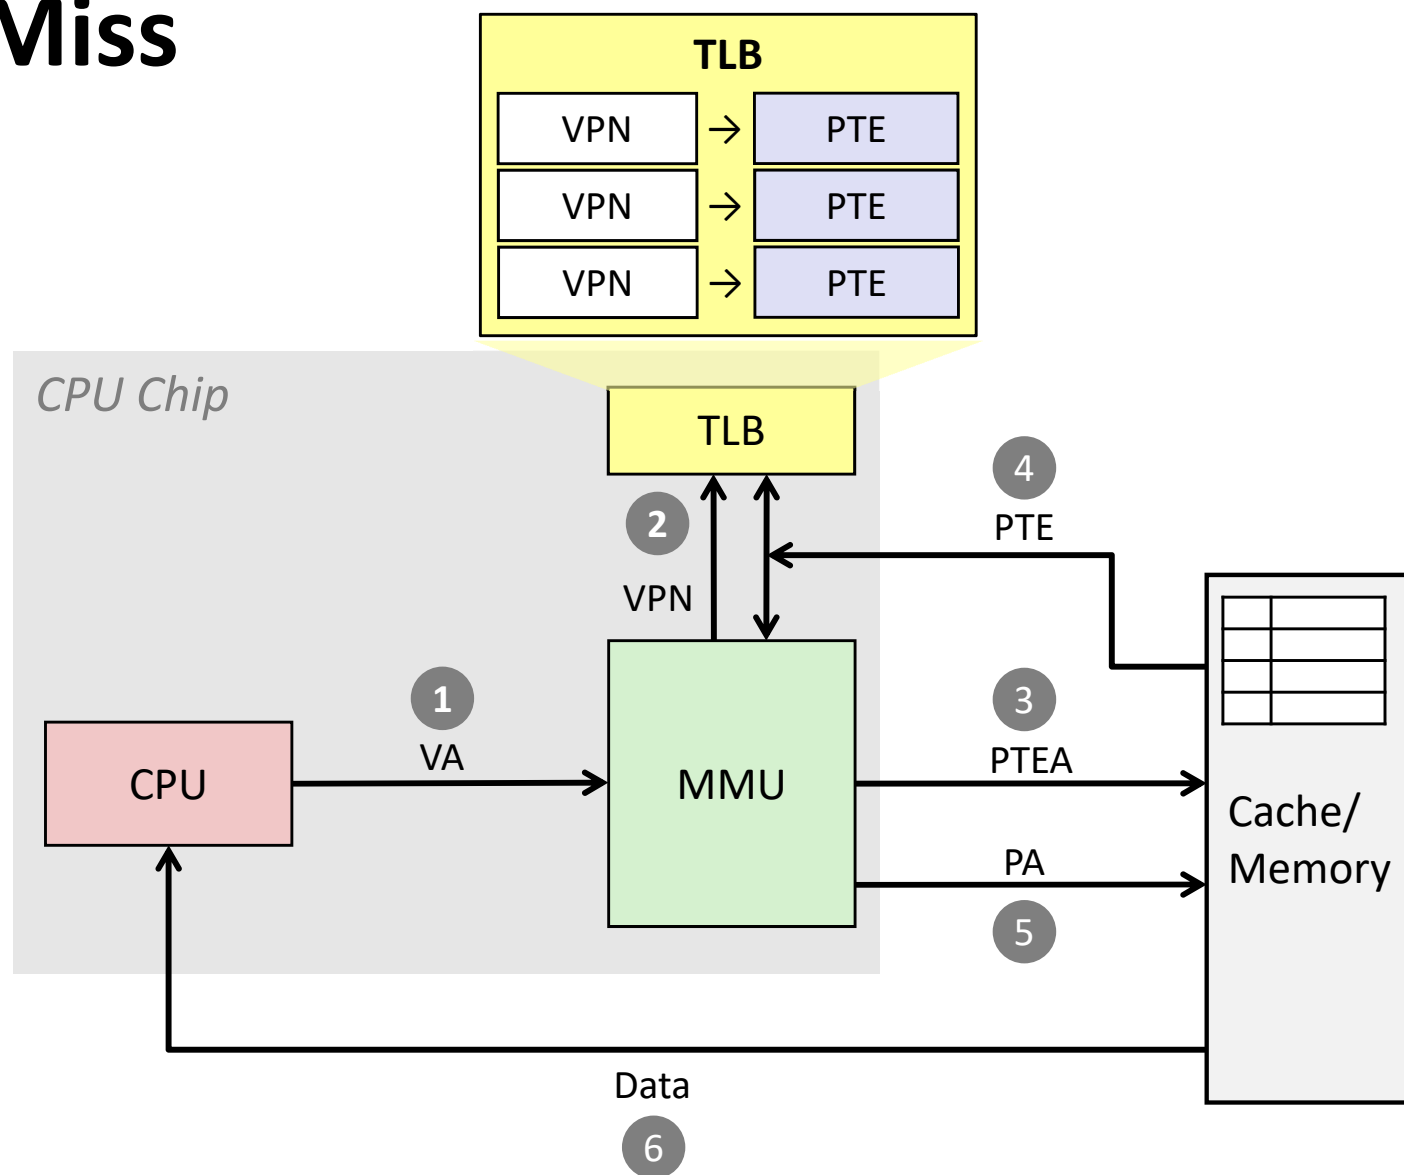 Miss
TLB
VPN → PTE
VPN → PTE
VPN → PTE
CPU Chip
TLB
4
2
PTE
VPN
1
3
VA
PTEA
CPU
MMU
Cache/
Memory
PA
5
Data
6